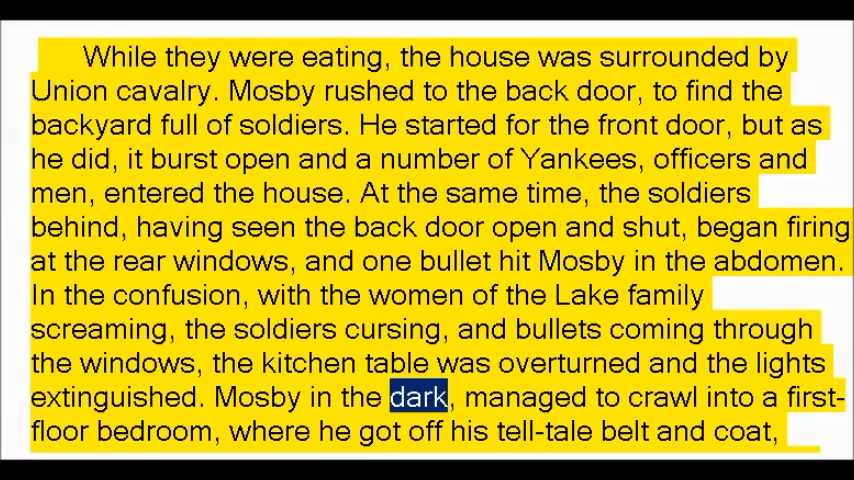 While they were eating, the house was surrounded by
Union cavalry. Mosby rushed to the back door, to find the
backyard full of soldiers. He started for the front door, but as
he did, it burst open and a number of Yankees, officers and
men, entered the house. At the same time, the soldiers
behind, having seen the back door open and shut, began firing
at the rear windows, and one bullet hit Mosby in the abdomen.
In the confusion, with the women of the Lake family
screaming, the soldiers cursing, and bullets coming through
the windows, the kitchen table was overturned and the lights
extinguished. Mosby in the dark, managed to crawl into a first-
floor bedroom, where he got off his tell-tale belt and coat,